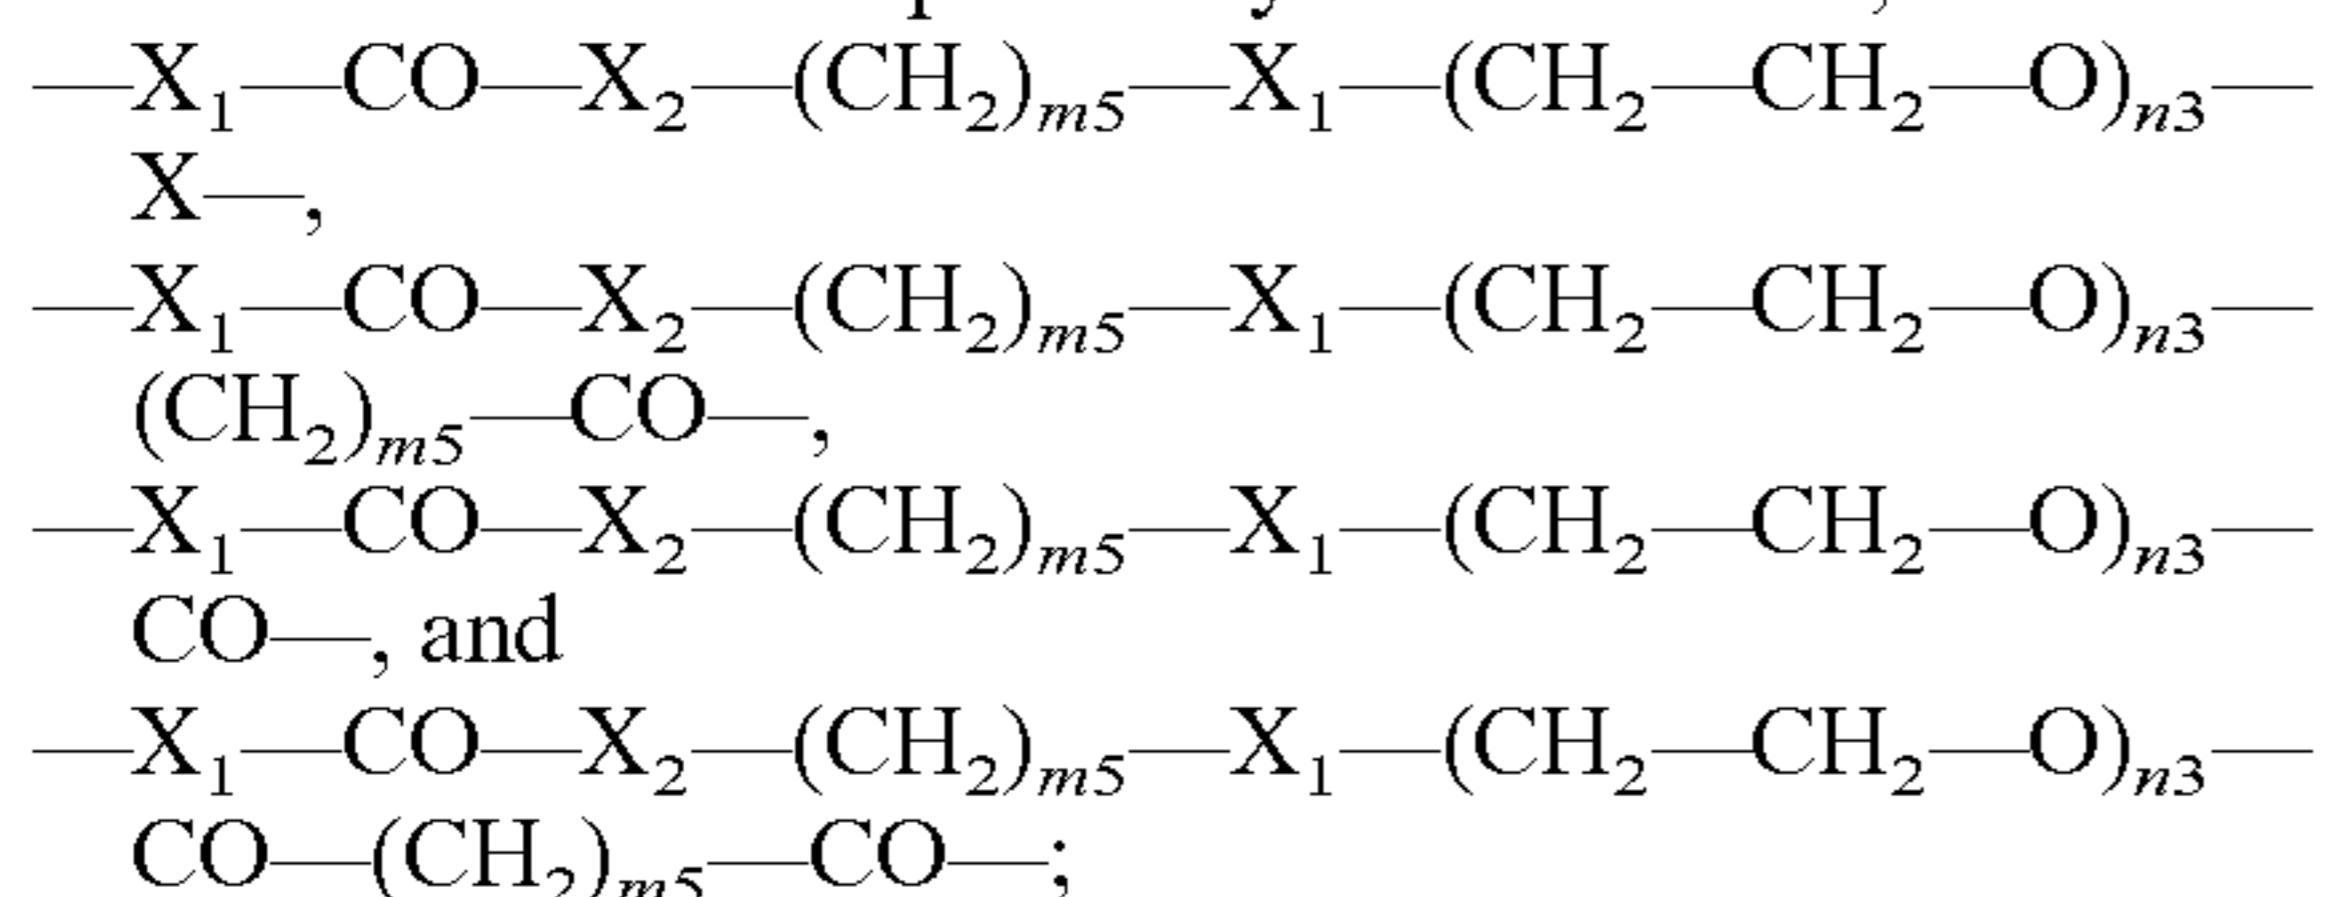 —X₁—CO—X₂—(CH₂)ₘ₅—X₁—(CH₂—CH₂—O)ₙ₃—
X—,
—X₁—CO—X₂—(CH₂)ₘ₅—X₁—(CH₂—CH₂—O)ₙ₃—
(CH₂)ₘ₅—CO—,
—X₁—CO—X₂—(CH₂)ₘ₅—X₁—(CH₂—CH₂—O)ₙ₃—
CO—, and
—X₁—CO—X₂—(CH₂)ₘ₅—X₁—(CH₂—CH₂—O)ₙ₃—
CO—(CH₂)ₘ₅—CO—;